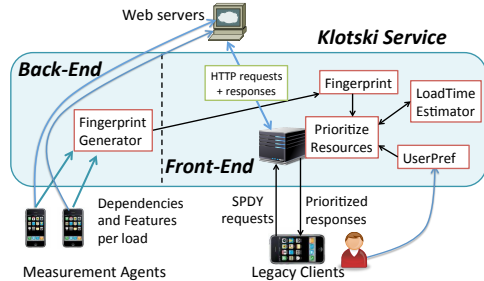 Web servers
Klotski Service
Back-End
HTTP requests
+ responses
Fingerprint
LoadTime
Estimator
Fingerprint
Generator
Prioritize
Resources
Front-End
UserPref
Dependencies
and Features
per load
SPDY
requests
Prioritized
responses
Measurement Agents
Legacy Clients